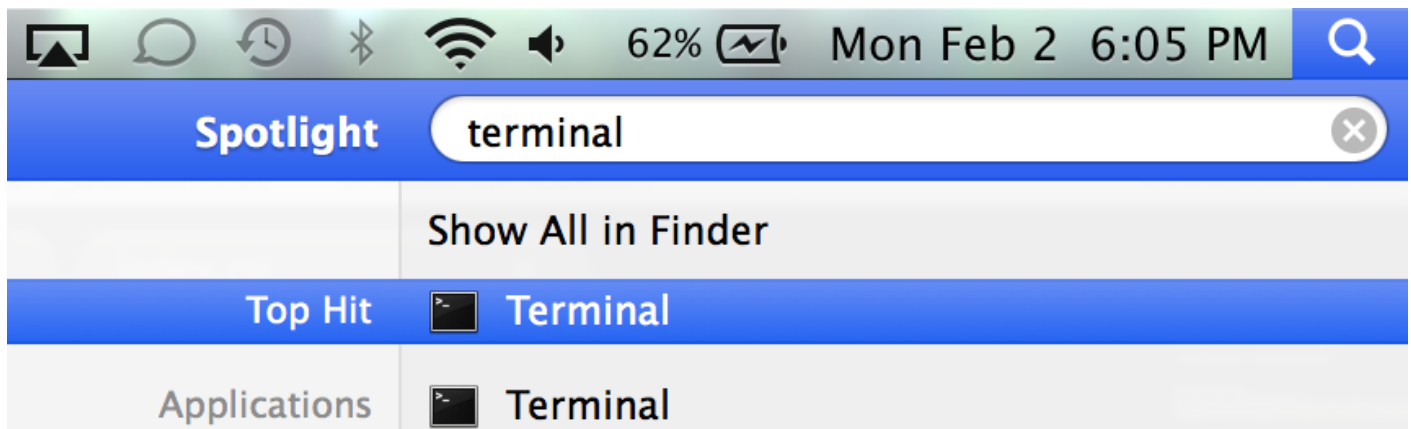 62% Mon Feb 2 6:05 PM
Spotlight terminal
Show All in Finder
Top Hit Terminal
Applications Terminal